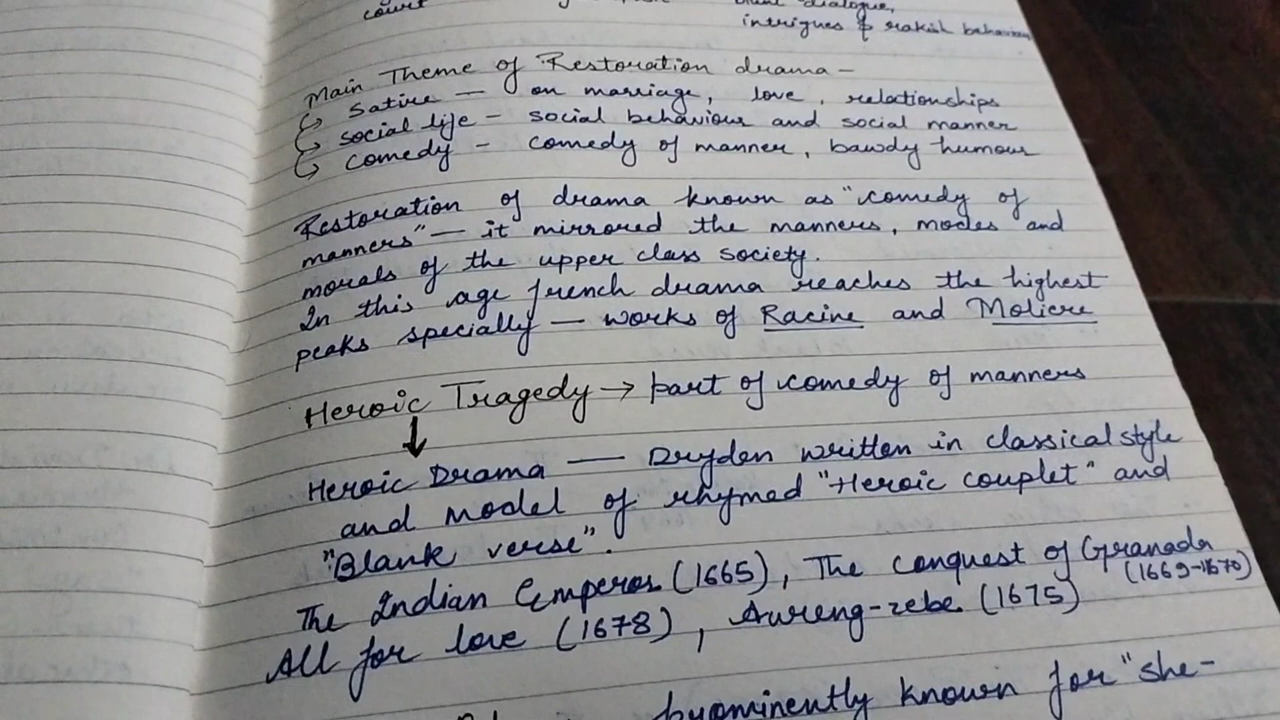 court
intrigues & rakish behaviour
Main Theme of Restoration drama -
Satire - on marriage, love, relationships
social life - social behaviour and social manner
comedy - comedy of manner, bawdy humour
Restoration of drama known as "comedy of
manners" - it mirrored the manners, modes and
morals of the upper class society.
In this age french drama reaches the highest
peaks specially - works of Racine and Moliere
Heroic Tragedy → part of comedy of manners
↓
Heroic Drama — Dryden written in classical style
and model of rhymed "Heroic couplet" and
"Blank verse".
The Indian Emperor (1665), The conquest of Granada
(1669-1670)
All for love (1678), Aureng-zebe (1675)
prominently known for "she-